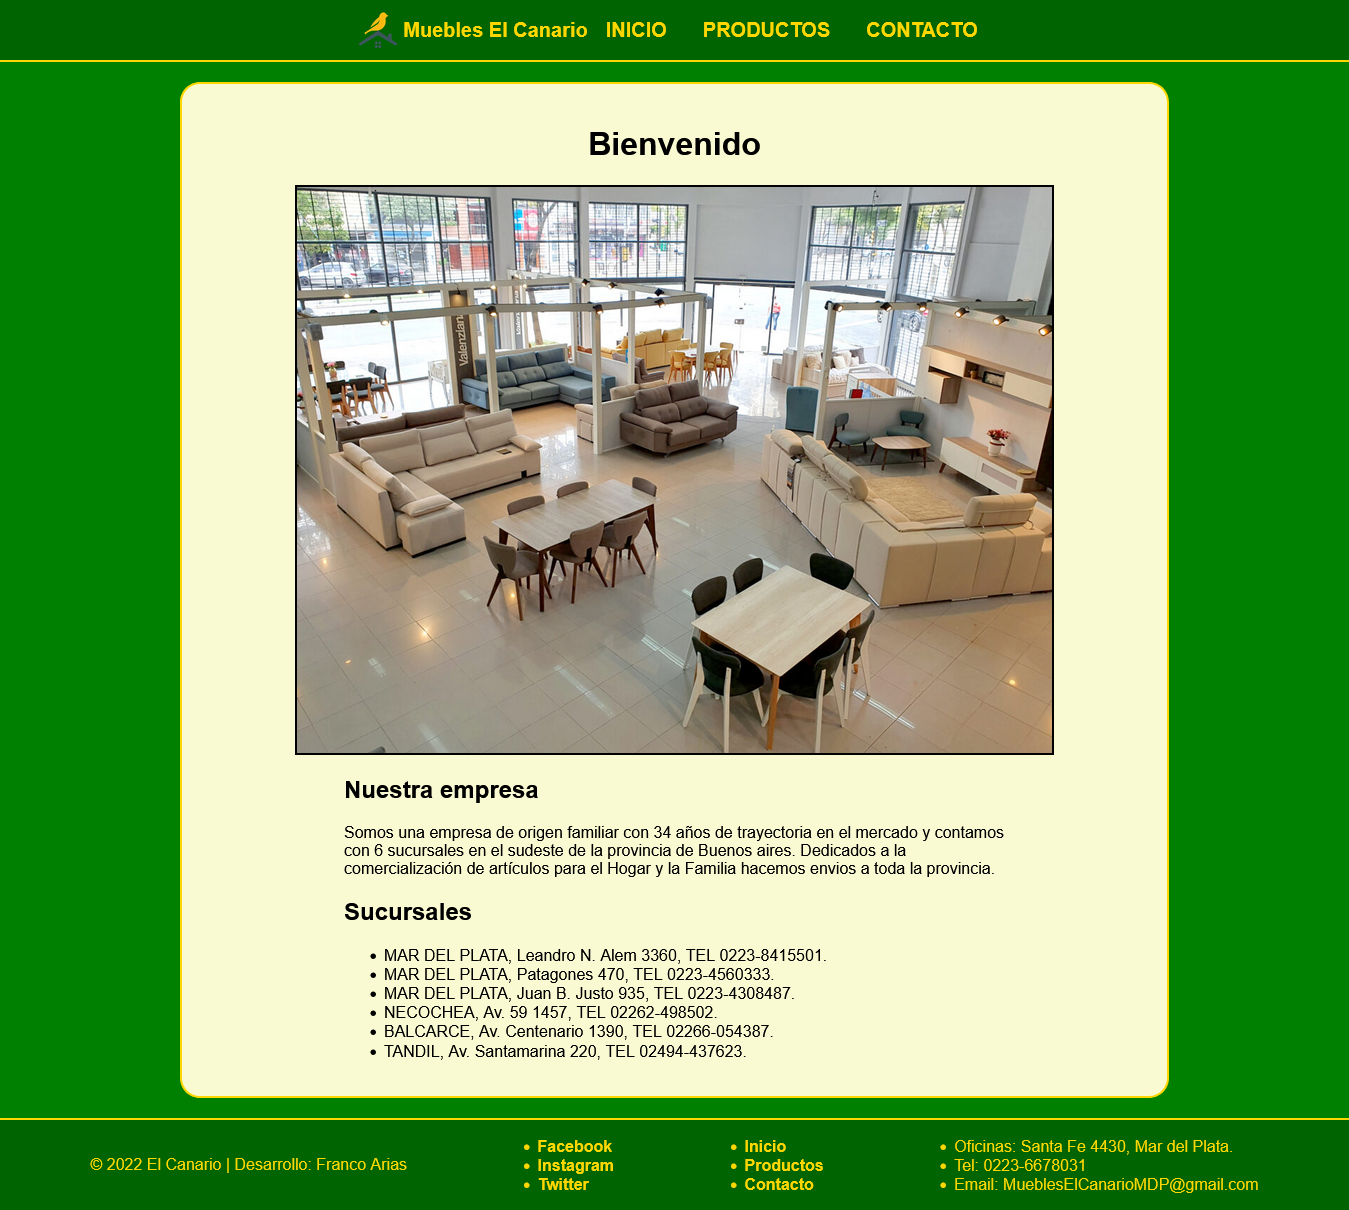 Muebles El Canario INICIO PRODUCTOS CONTACTO
Bienvenido
Valenziana
Nuestra empresa
Somos una empresa de origen familiar con 34 años de trayectoria en el mercado y contamos
con 6 sucursales en el sudeste de la provincia de Buenos aires. Dedicados a la
comercialización de artículos para el Hogar y la Familia hacemos envios a toda la provincia.
Sucursales
MAR DEL PLATA, Leandro N. Alem 3360, TEL 0223-8415501.
MAR DEL PLATA, Patagones 470, TEL 0223-4560333.
MAR DEL PLATA, Juan B. Justo 935, TEL 0223-4308487.
NECOCHEA, Av. 59 1457, TEL 02262-498502.
BALCARCE, Av. Centenario 1390, TEL 02266-054387.
TANDIL, Av. Santamarina 220, TEL 02494-437623.
© 2022 El Canario | Desarrollo: Franco Arias
Facebook
Instagram
Twitter
Inicio
Productos
Contacto
Oficinas: Santa Fe 4430, Mar del Plata.
Tel: 0223-6678031
Email: MueblesElCanarioMDP@gmail.com